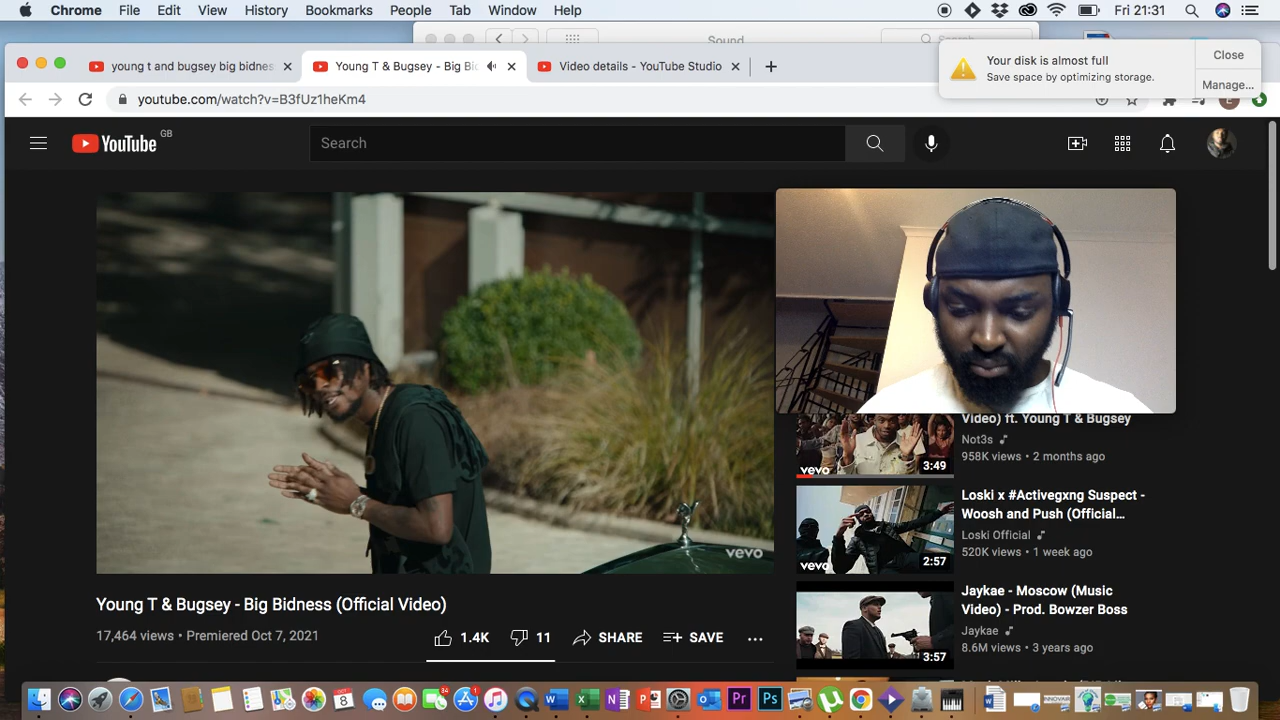 Chrome File Edit View History Bookmarks People Tab Window Help Fri 21:31
Sound Search
young t and bugsey big bidnes
Young T & Bugsey - Big Bi
Video details - YouTube Studio
Your disk is almost full
Save space by optimizing storage.
Close
Manage...
youtube.com/watch?v=B3fUz1heKm4
YouTube GB
Search
vevo
Video) ft. Young T & Bugsey
Not3s
958K views • 2 months ago
vevo 3:49
Loski x #Activegxng Suspect -
Woosh and Push (Official...
Loski Official
520K views • 1 week ago
vevo 2:57
Jaykae - Moscow (Music
Video) - Prod. Bowzer Boss
Jaykae
8.6M views • 3 years ago
3:57
Young T & Bugsey - Big Bidness (Official Video)
17,464 views • Premiered Oct 7, 2021
1.4K 11 SHARE SAVE
Pr Ps